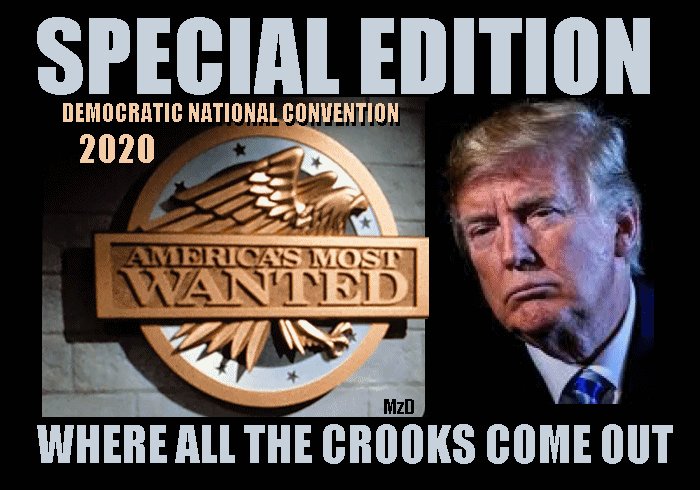 SPECIAL EDITION
DEMOCRATIC NATIONAL CONVENTION
2020
AMERICA'S MOST
WANTED
MzD
WHERE ALL THE CROOKS COME OUT